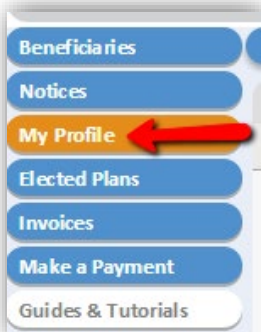 Beneficiaries
Notices
My Profile
Elected Plans
Invoices
Make a Payment
Guides & Tutorials